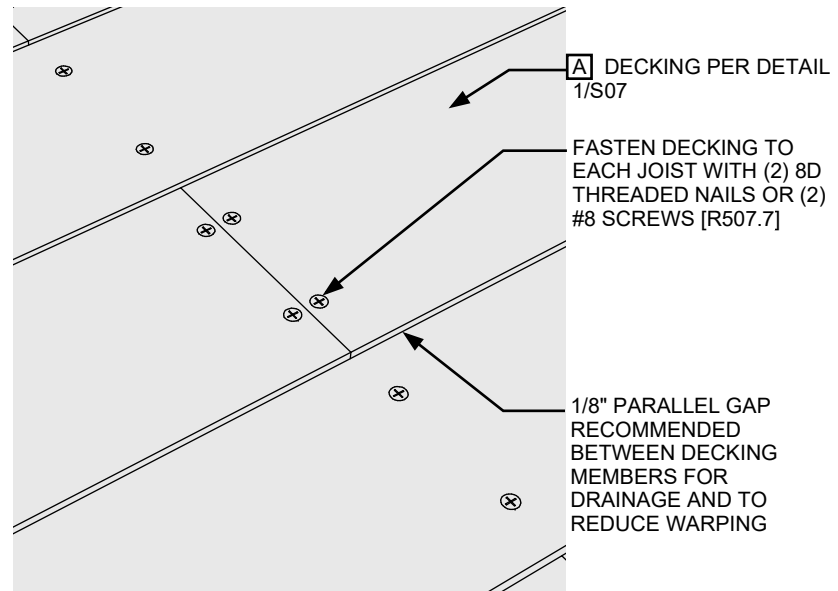 A DECKING PER DETAIL
1/S07
FASTEN DECKING TO
EACH JOIST WITH (2) 8D
THREADED NAILS OR (2)
#8 SCREWS [R507.7]
1/8" PARALLEL GAP
RECOMMENDED
BETWEEN DECKING
MEMBERS FOR
DRAINAGE AND TO
REDUCE WARPING